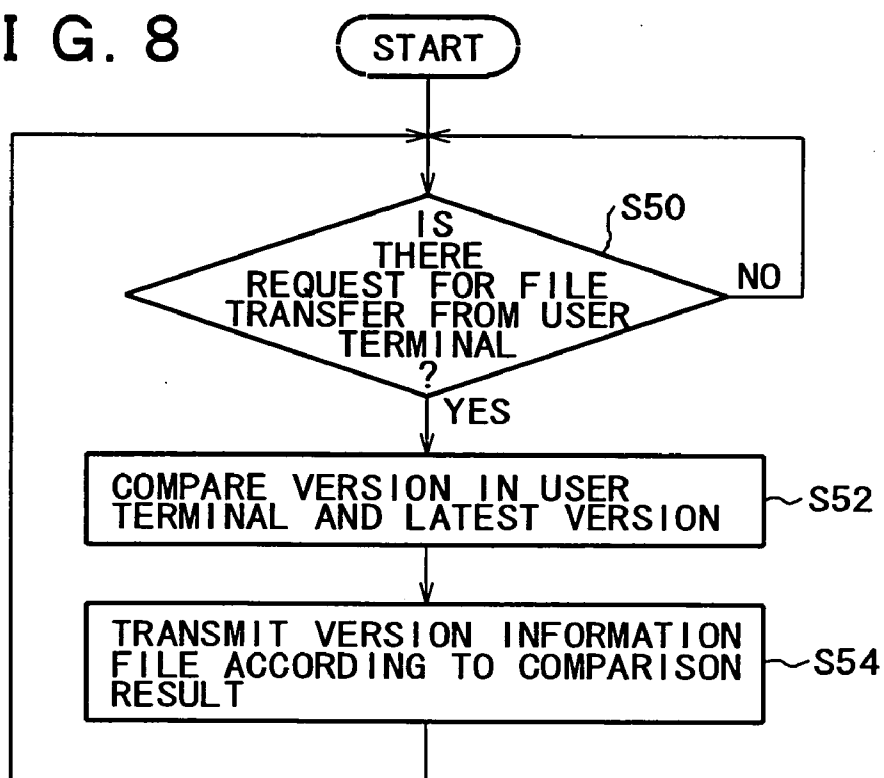 I G. 8
START
S50
IS
THERE
REQUEST FOR FILE
TRANSFER FROM USER
TERMINAL
?
NO
YES
COMPARE VERSION IN USER
TERMINAL AND LATEST VERSION
S52
TRANSMIT VERSION INFORMATION
FILE ACCORDING TO COMPARISON
RESULT
S54